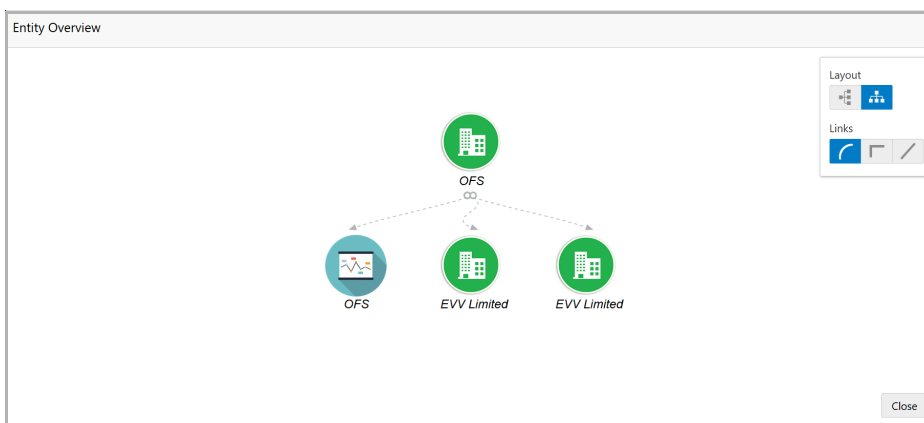 Entity Overview
Layout
Links
OFS
OFS
EVV Limited
EVV Limited
Close